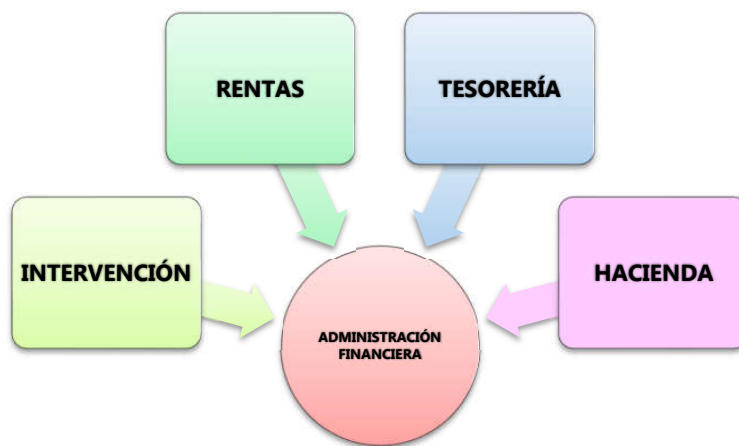 RENTAS
TESORERÍA
INTERVENCIÓN
HACIENDA
ADMINISTRACIÓN
FINANCIERA